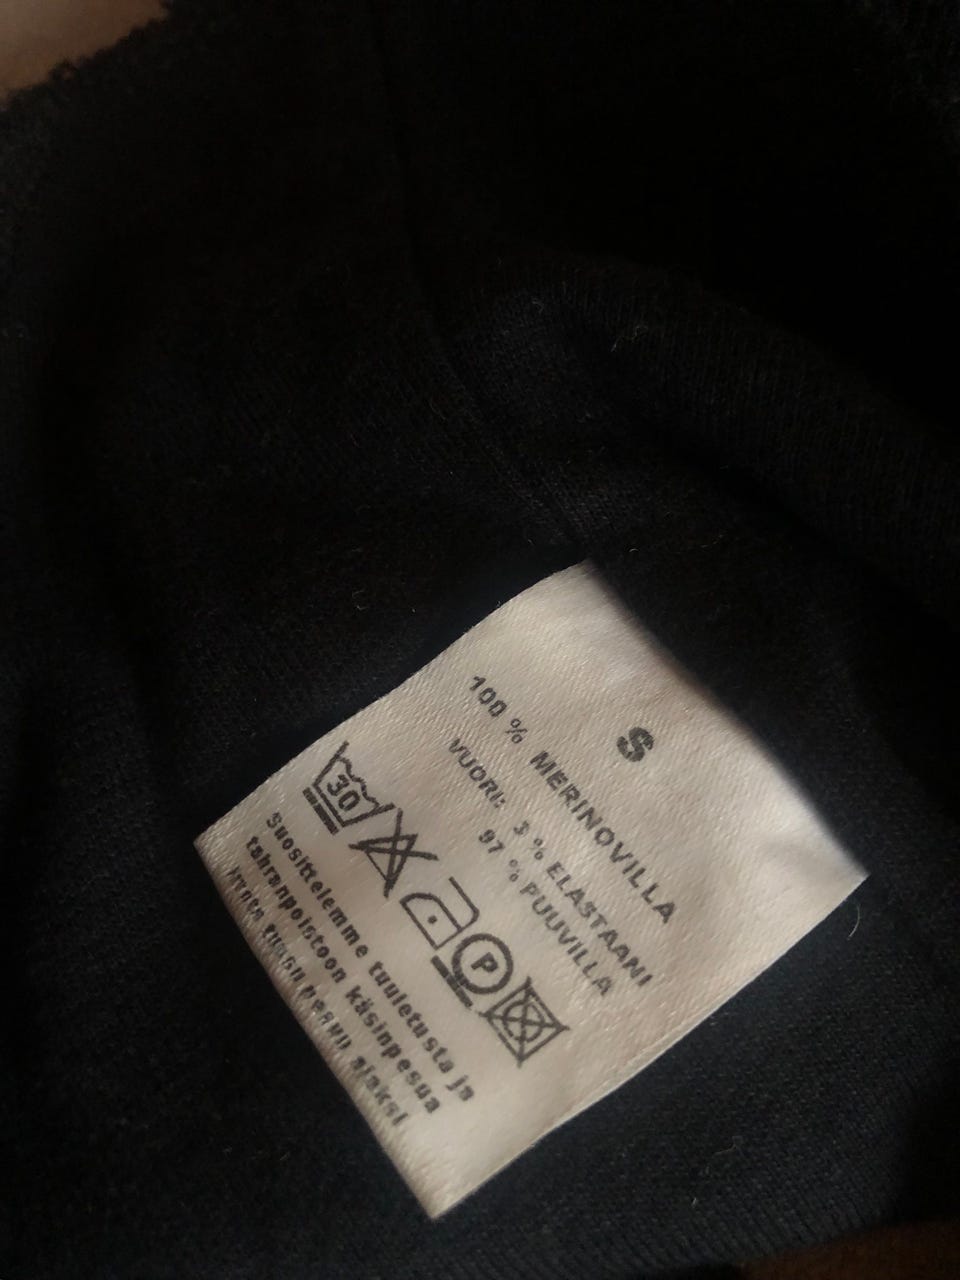 S
100 % MERINOVILLA
VUORI: 3 % ELASTAANI
97 % PUUVILLA
30
P
Suosittelemme tuuletusta ja
tahranpoistoon käsinpesua